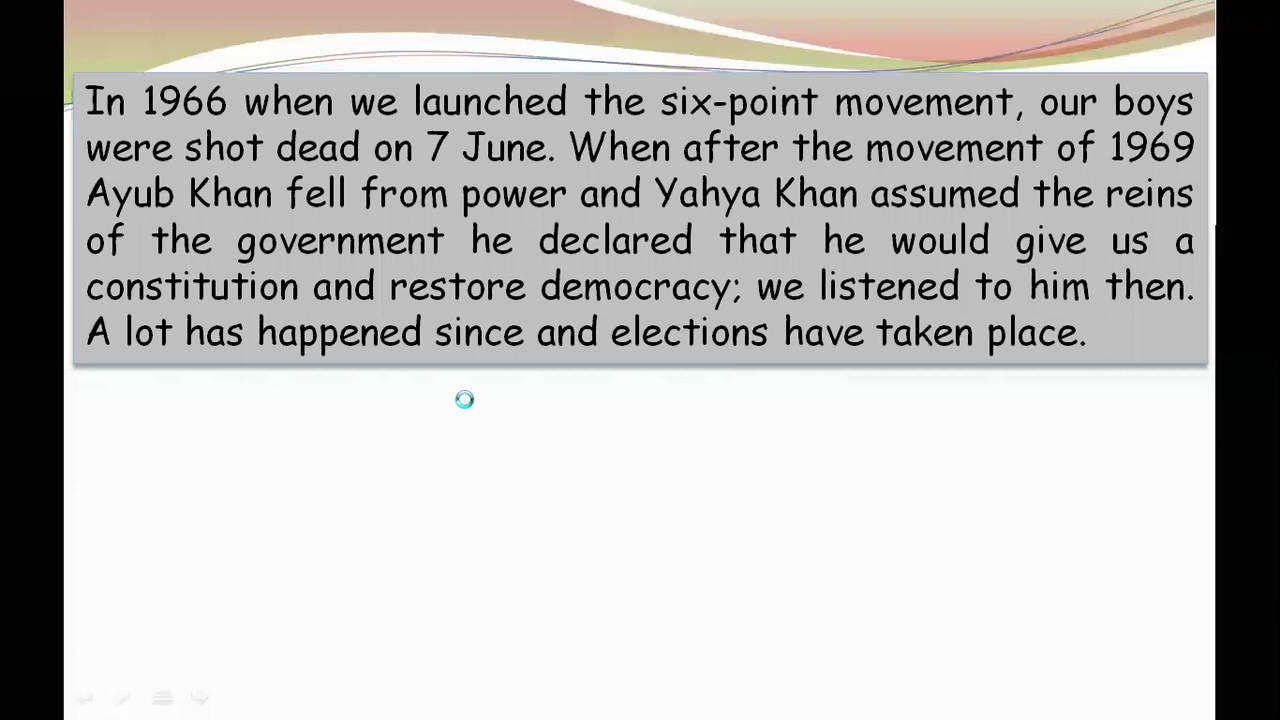 In 1966 when we launched the six-point movement, our boys
were shot dead on 7 June. When after the movement of 1969
Ayub Khan fell from power and Yahya Khan assumed the reins
of the government he declared that he would give us a
constitution and restore democracy; we listened to him then.
A lot has happened since and elections have taken place.